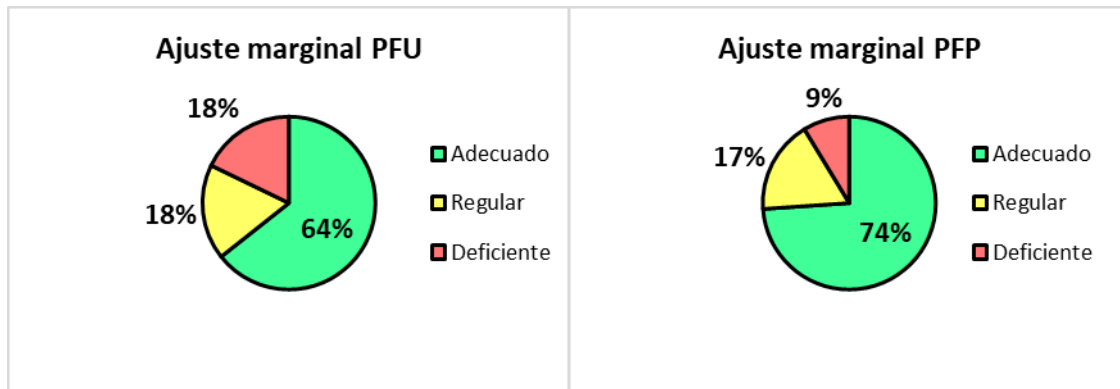 Ajuste marginal PFU
18%
18%
64%
Adecuado
Regular
Deficiente
Ajuste marginal PFP
9%
17%
74%
Adecuado
Regular
Deficiente